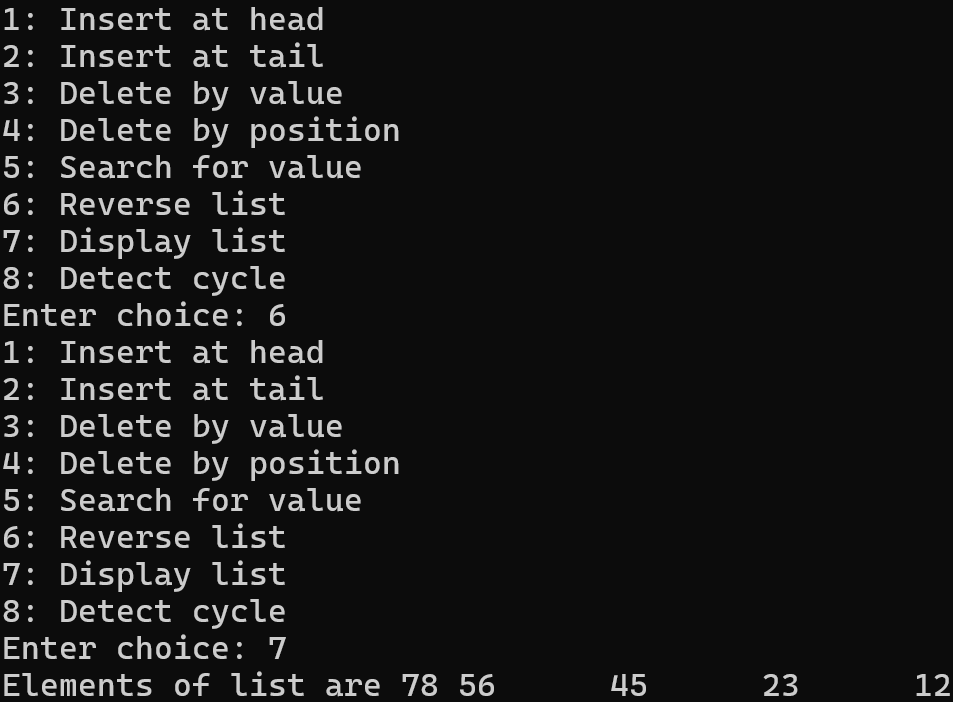 1: Insert at head
2: Insert at tail
3: Delete by value
4: Delete by position
5: Search for value
6: Reverse list
7: Display list
8: Detect cycle
Enter choice: 6
1: Insert at head
2: Insert at tail
3: Delete by value
4: Delete by position
5: Search for value
6: Reverse list
7: Display list
8: Detect cycle
Enter choice: 7
Elements of list are 78 56      45      23      12